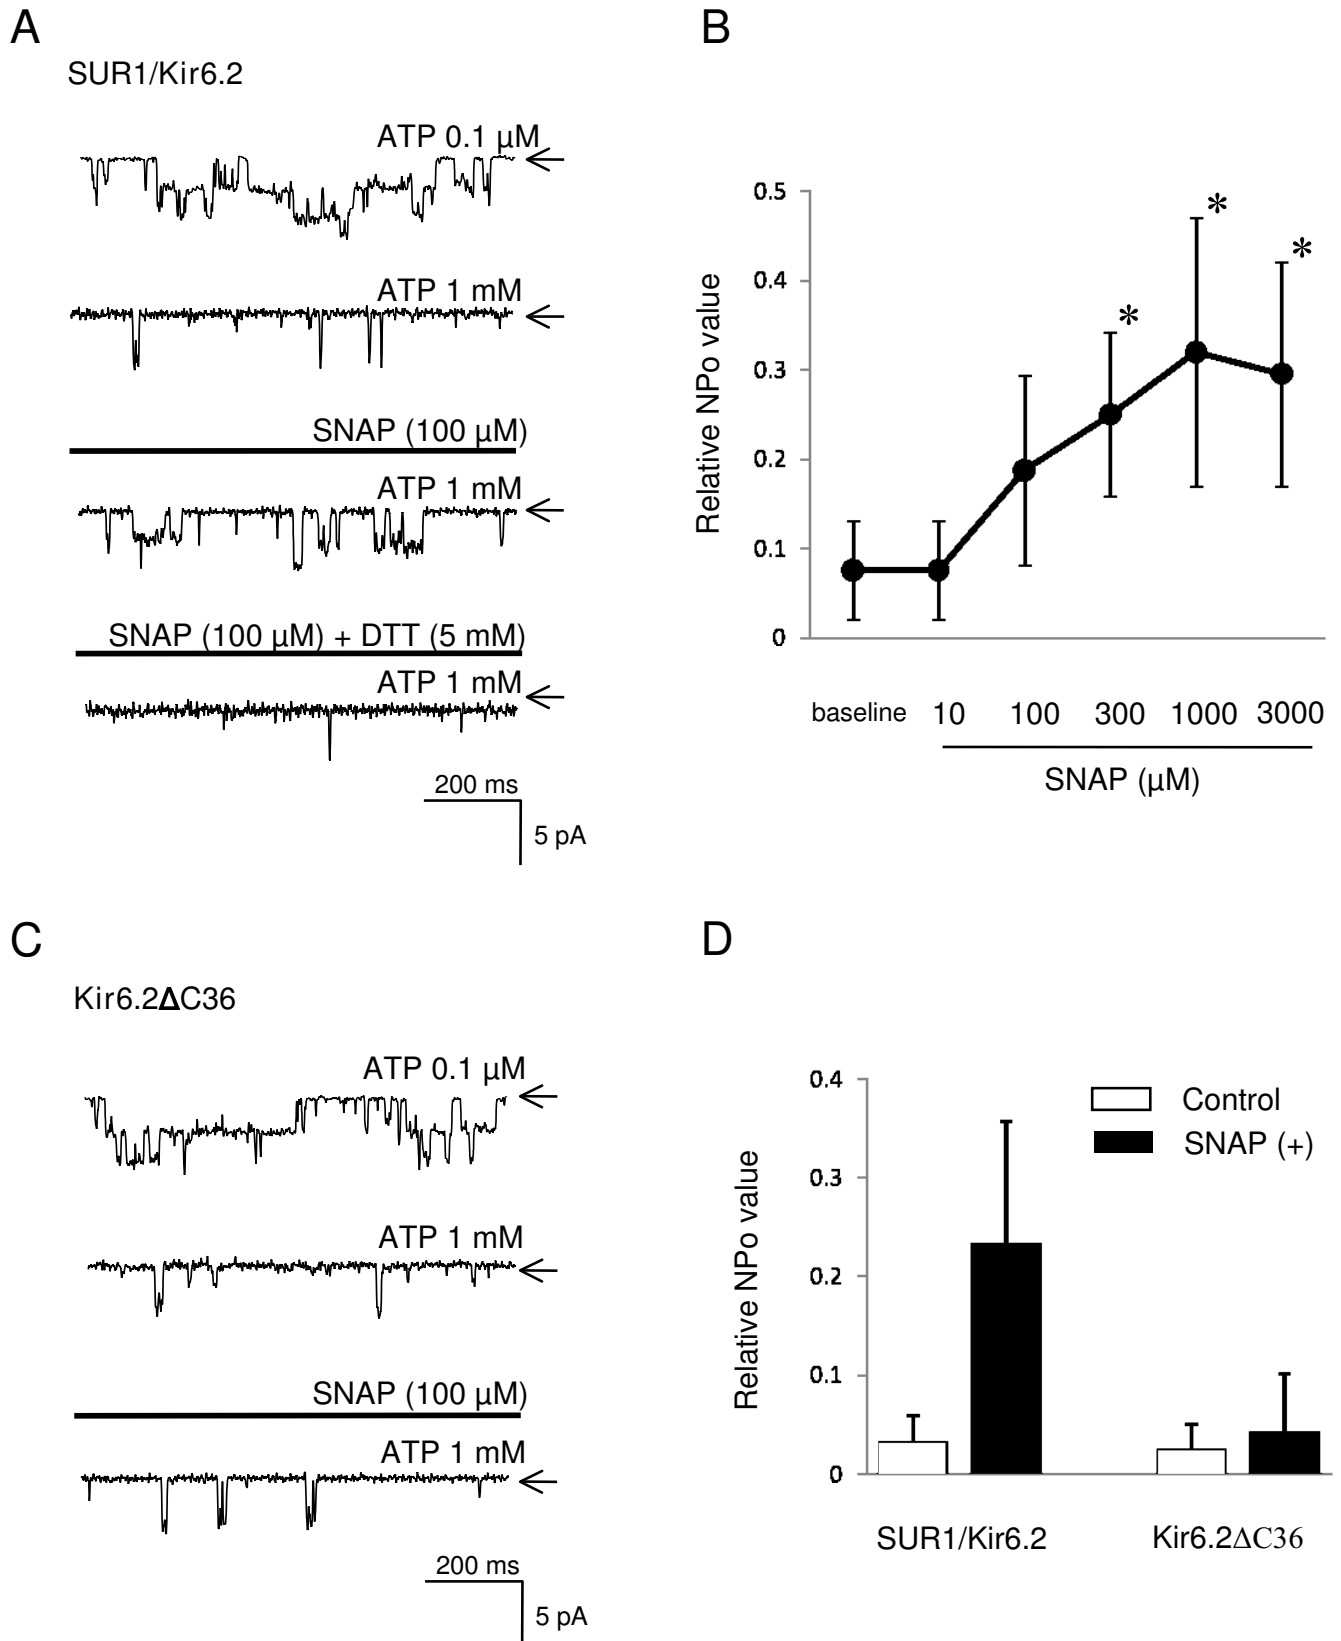 A
SUR1/Kir6.2
ATP 0.1 µM
ATP 1 mM
SNAP (100 µM)
ATP 1 mM
SNAP (100 µM) + DTT (5 mM)
ATP 1 mM
200 ms
5 pA
B
Relative NPo value
0.5
0.4
0.3
0.2
0.1
0
*
*
*
baseline 10 100 300 1000 3000
SNAP (µM)
C
Kir6.2ΔC36
ATP 0.1 µM
ATP 1 mM
SNAP (100 µM)
ATP 1 mM
200 ms
5 pA
D
Relative NPo value
0.4
0.3
0.2
0.1
0
Control
SNAP (+)
SUR1/Kir6.2 Kir6.2ΔC36